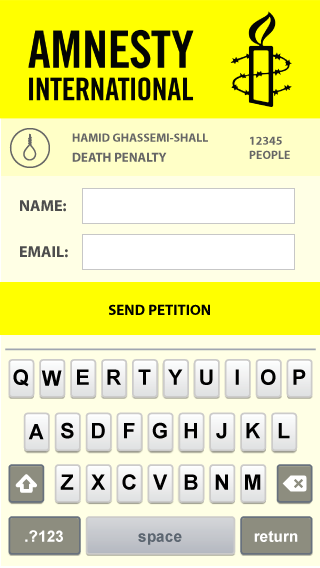 AMNESTY
INTERNATIONAL
HAMID GHASSEMI-SHALL
DEATH PENALTY
12345
PEOPLE
NAME:
EMAIL:
SEND PETITION
Q W E R T Y U I O P
A S D F G H J K L
Z X C V B N M
.?123 space return